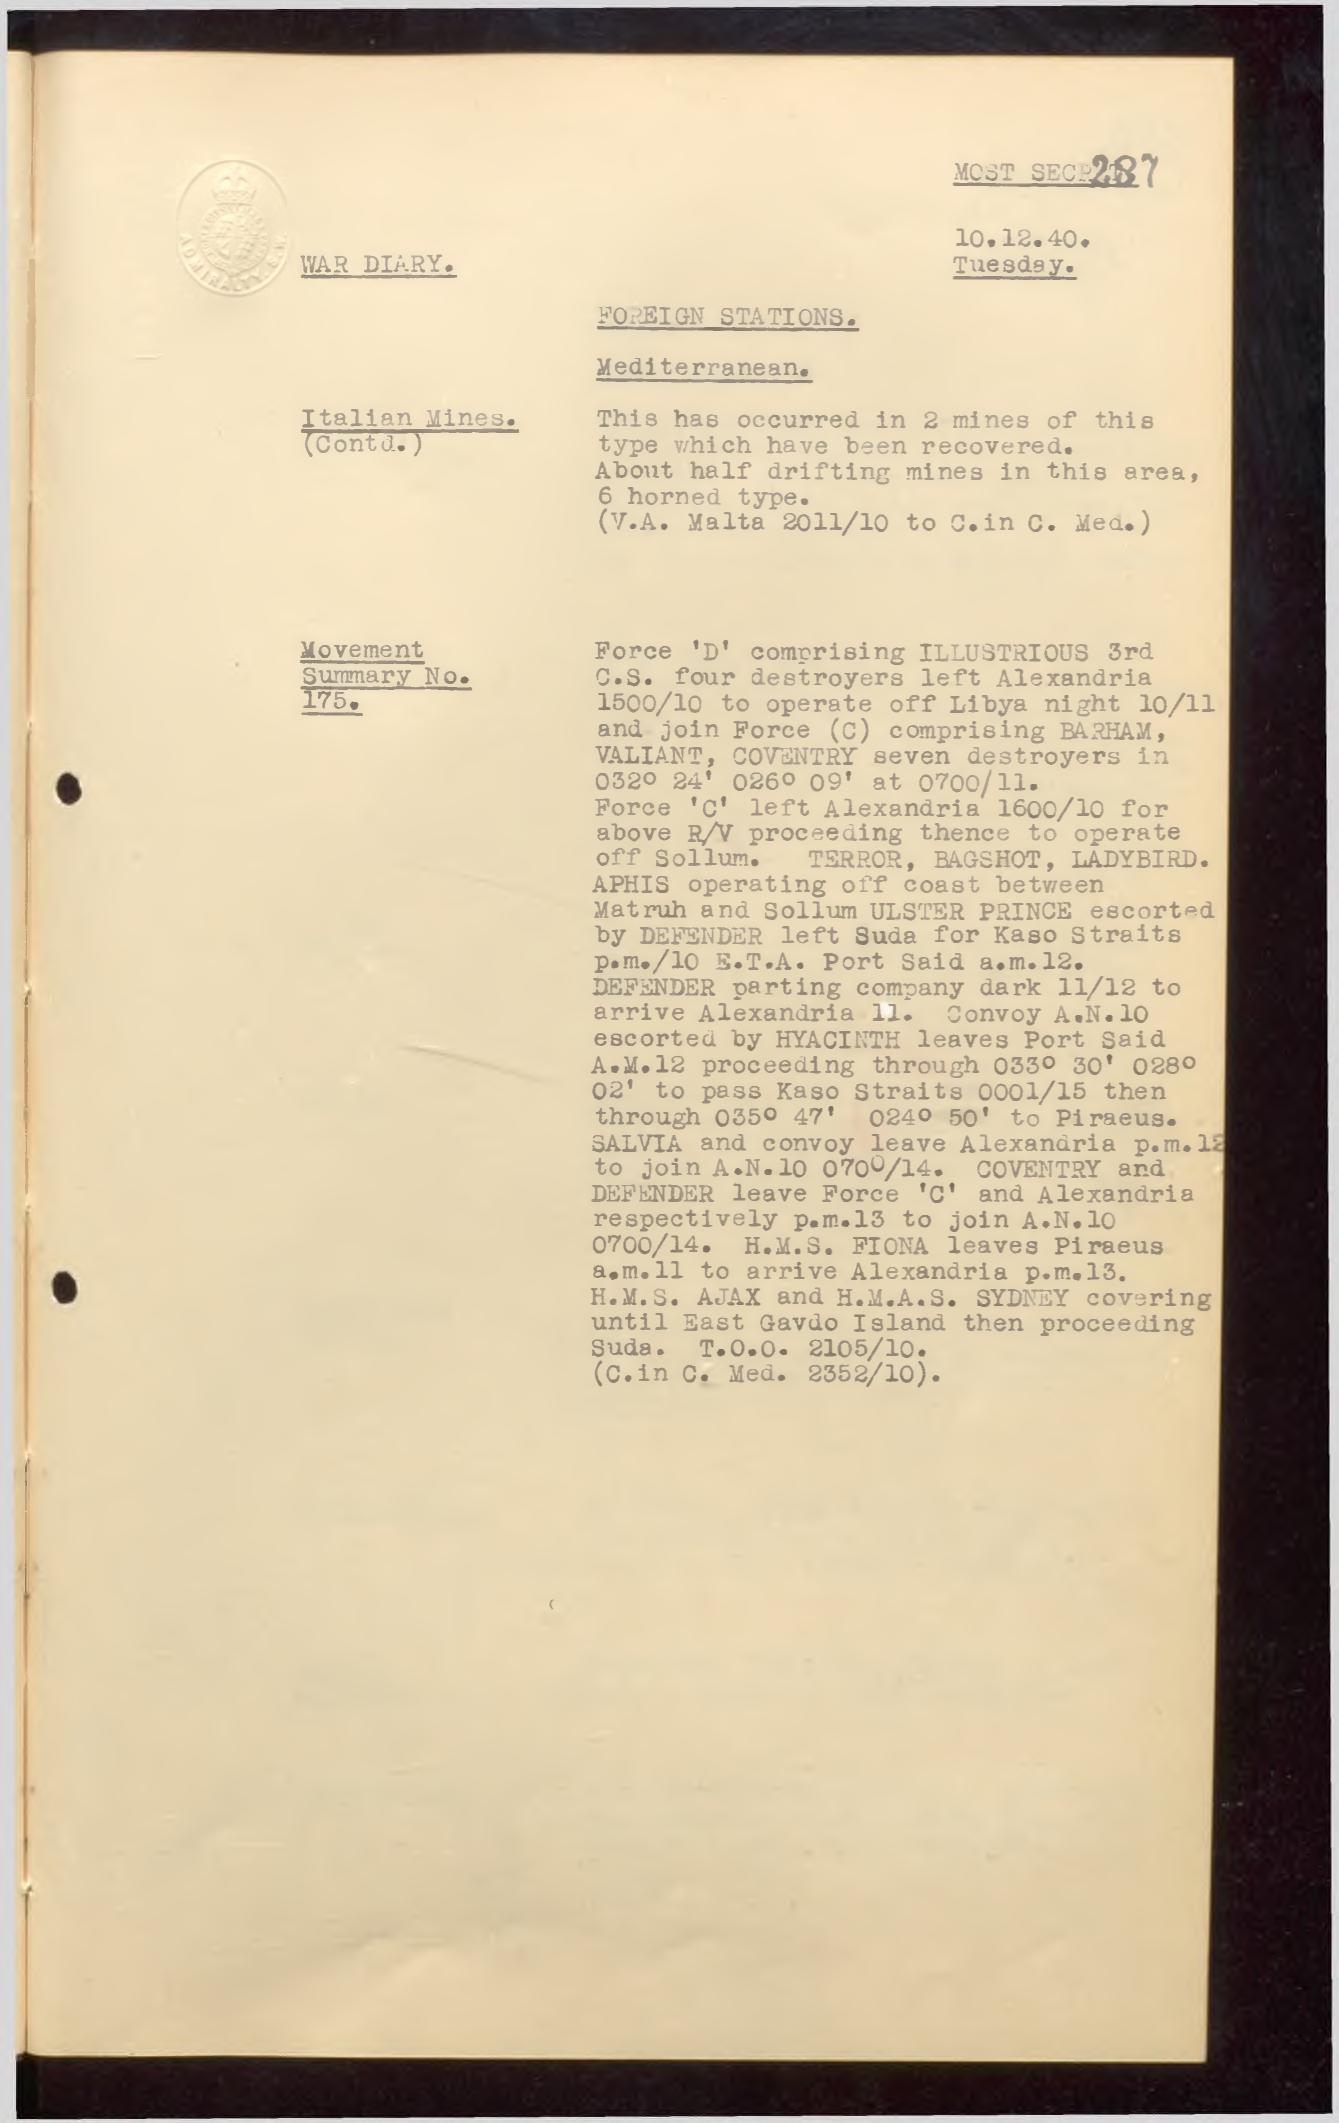 MOST SECRET. 287
10.12.40.
WAR DIARY.
Tuesday.
ADMIRALTY.S.W.
FOREIGN STATIONS.
Mediterranean.
Italian Mines.
(Contd.)
This has occurred in 2 mines of this
type which have been recovered.
About half drifting mines in this area,
6 horned type.
(V.A. Malta 2011/10 to C.in C. Med.)
Movement
Summary No.
175.
Force 'D' comprising ILLUSTRIOUS 3rd
C.S. four destroyers left Alexandria
1500/10 to operate off Libya night 10/11
and join Force (C) comprising BARHAM,
VALIANT, COVENTRY seven destroyers in
032° 24' 026° 09' at 0700/11.
Force 'C' left Alexandria 1600/10 for
above R/V proceeding thence to operate
off Sollum. TERROR, BAGSHOT, LADYBIRD.
APHIS operating off coast between
Matruh and Sollum ULSTER PRINCE escorted
by DEFENDER left Suda for Kaso Straits
p.m./10 E.T.A. Port Said a.m.12.
DEFENDER parting company dark 11/12 to
arrive Alexandria 11. Convoy A.N.10
escorted by HYACINTH leaves Port Said
A.M.12 proceeding through 033° 30' 028°
02' to pass Kaso Straits 0001/15 then
through 035° 47' 024° 50' to Piraeus.
SALVIA and convoy leave Alexandria p.m.12
to join A.N.10 0700/14. COVENTRY and
DEFENDER leave Force 'C' and Alexandria
respectively p.m.13 to join A.N.10
0700/14. H.M.S. FIONA leaves Piraeus
a.m.11 to arrive Alexandria p.m.13.
H.M.S. AJAX and H.M.A.S. SYDNEY covering
until East Gavdo Island then proceeding
Suda. T.O.O. 2105/10.
(C.in C. Med. 2352/10).